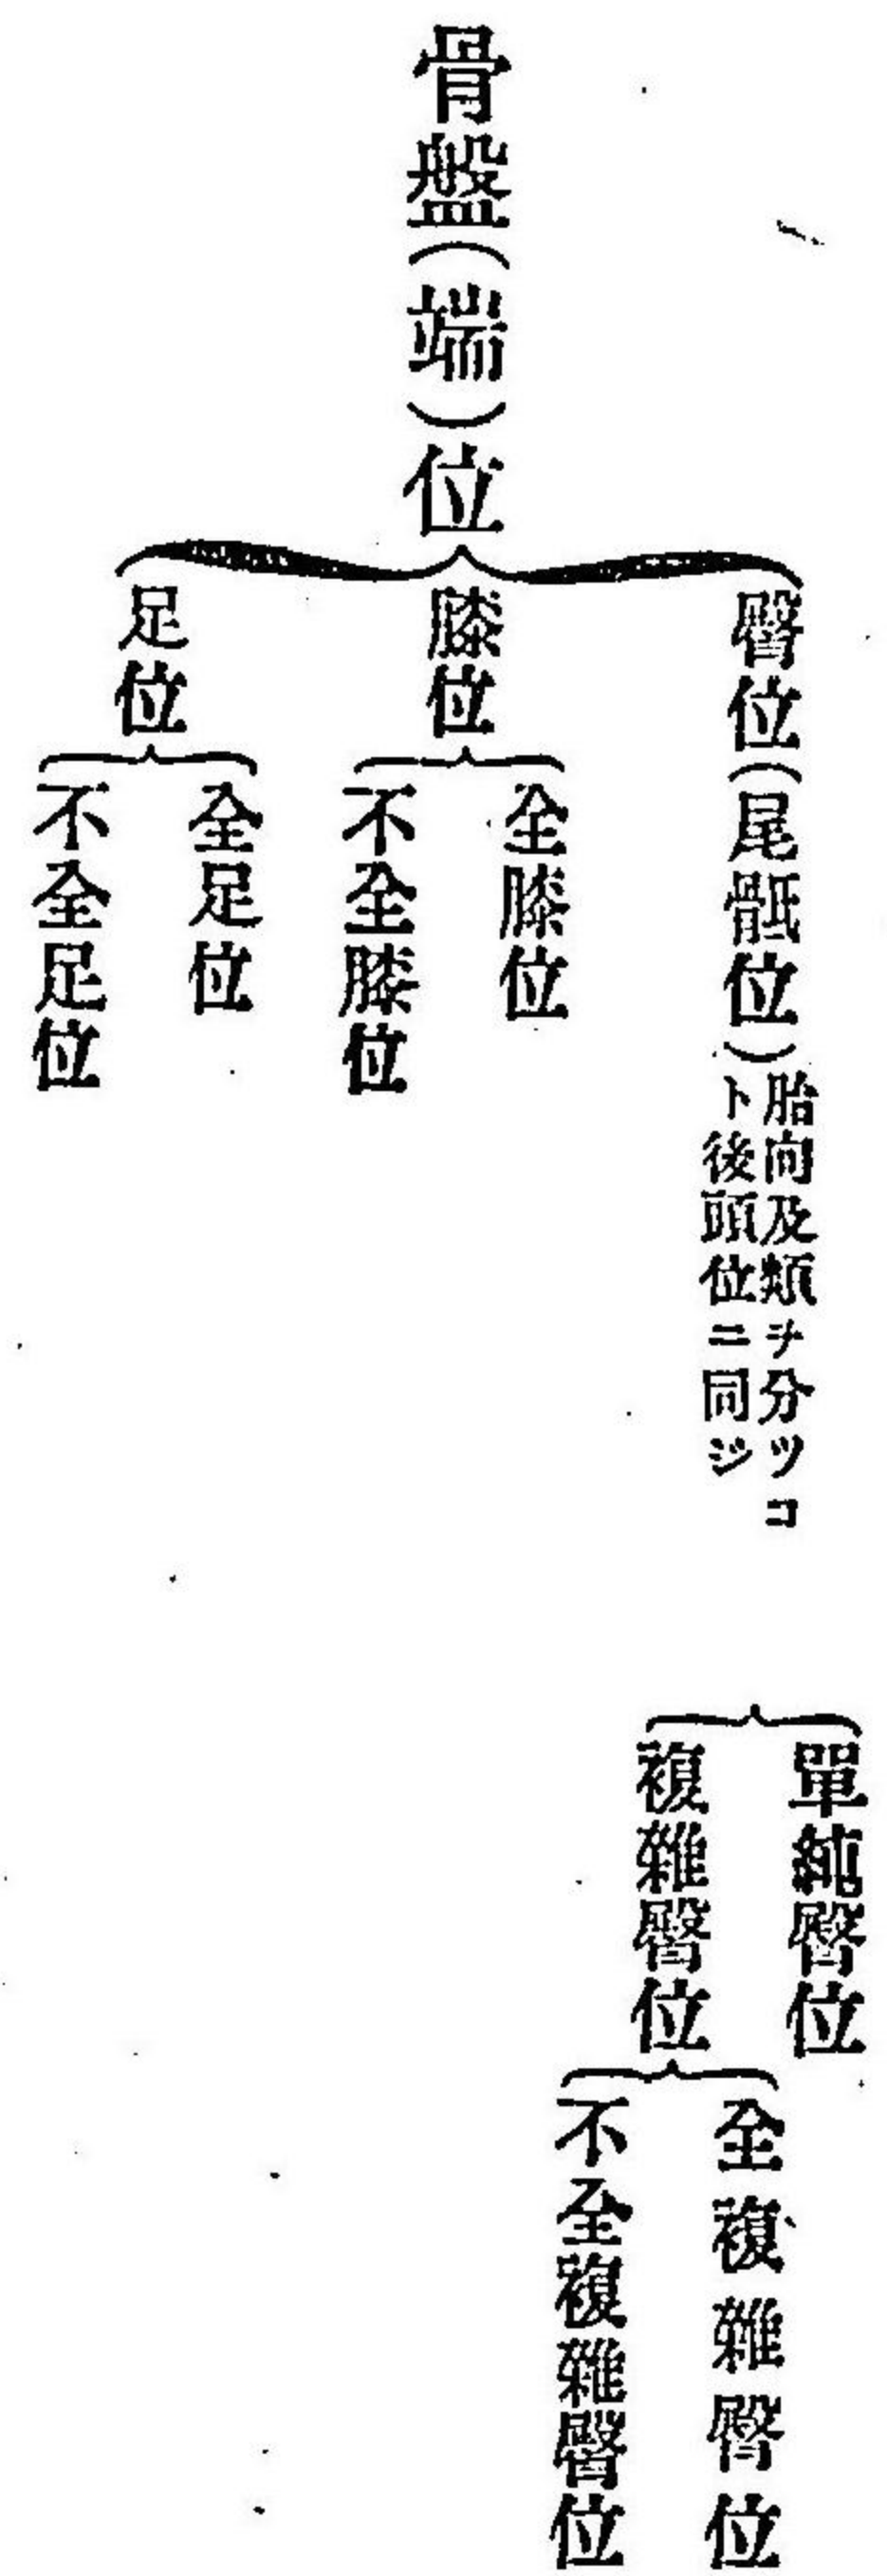 骨盤(端)位
臀位(尾骶位)
胎向及類ヲ分ツコ
ト後頭位ニ同ジ
單純臀位
複雜臀位
全複雜臀位
不全複雜臀位
膝位
全膝位
不全膝位
足位
全足位
不全足位